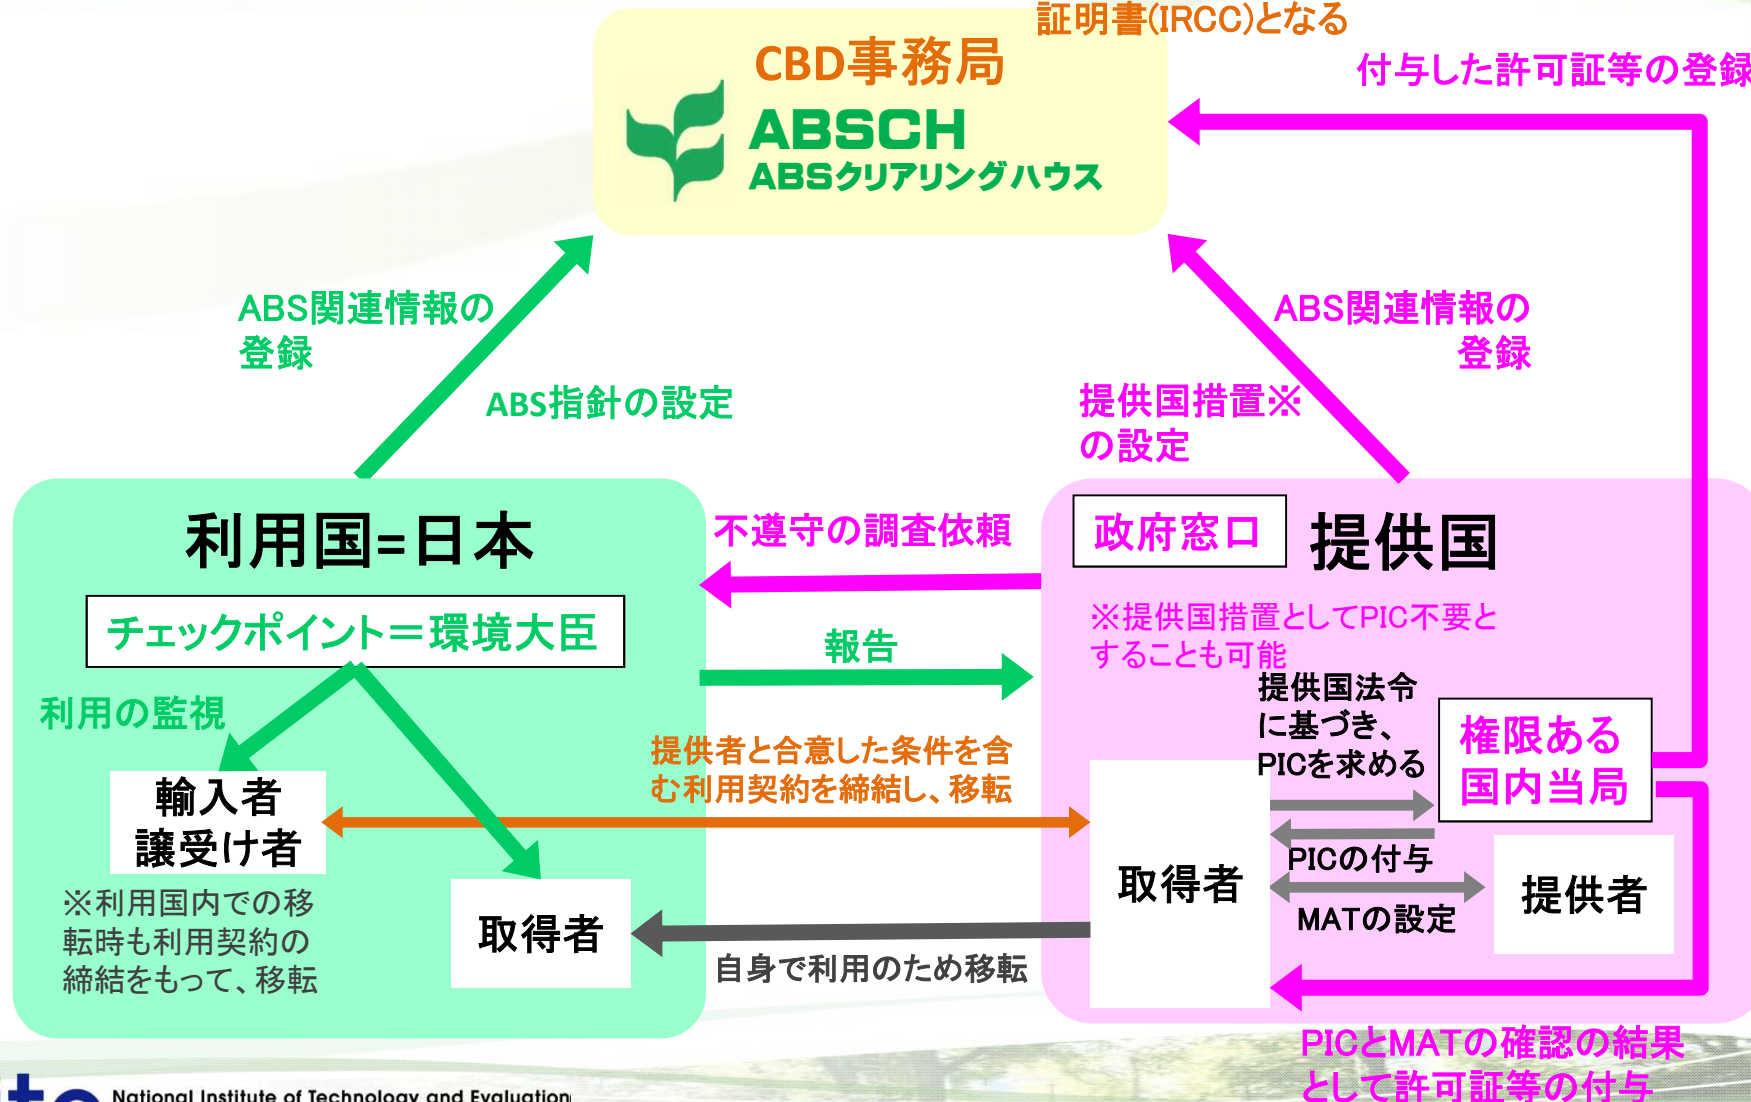 証明書(IRCC)となる
CBD事務局
付与した許可証等の登録
ABSCH
ABSクリアリングハウス
ABS関連情報の
登録
ABS指針の設定
ABS関連情報の
登録
提供国措置※
の設定
利用国=日本
チェックポイント＝環境大臣
利用の監視
輸入者
譲受け者
※利用国内での移
転時も利用契約の
締結をもって、移転
取得者
不遵守の調査依頼
報告
提供者と合意した条件を含
む利用契約を締結し、移転
自身で利用のため移転
政府窓口
提供国
※提供国措置としてPIC不要と
することも可能
提供国法令
に基づき、
PICを求める
権限ある
国内当局
取得者
PICの付与
MATの設定
提供者
PICとMATの確認の結果
として許可証等の付与
National Institute of Technology and Evaluation